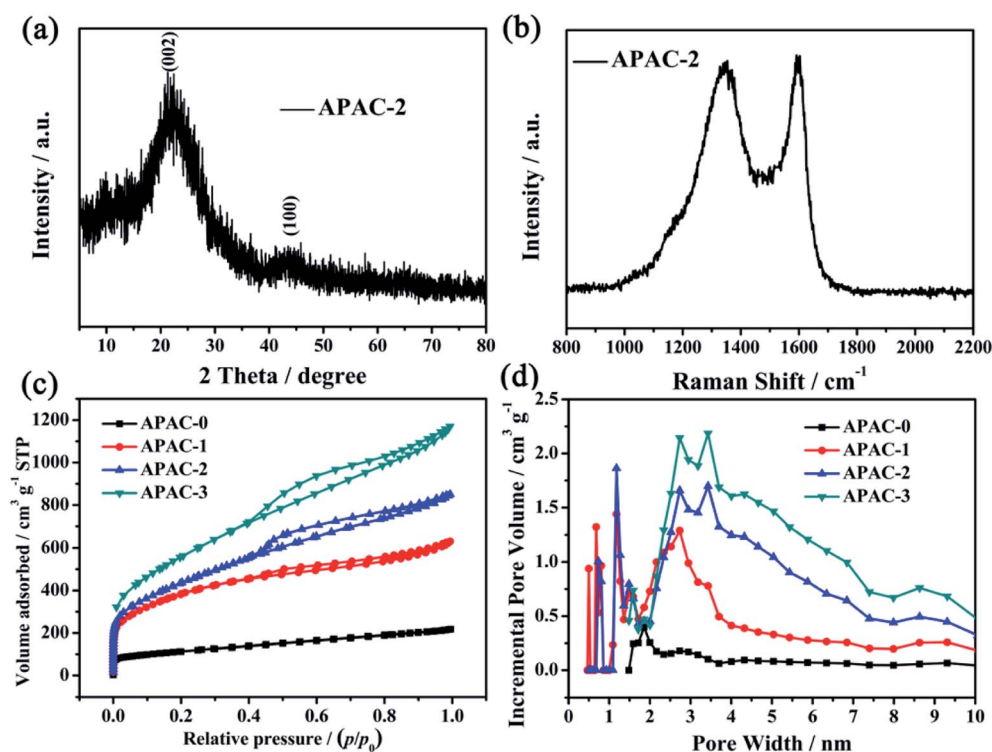 (a)
(002)
(100)
APAC-2
Intensity / a.u.
10 20 30 40 50 60 70 80
2 Theta / degree
(b)
APAC-2
Intensity / a.u.
800 1000 1200 1400 1600 1800 2000 2200
Raman Shift / cm-1
(c)
1200
1000
800
600
400
200
0
APAC-0
APAC-1
APAC-2
APAC-3
Volume adsorbed / cm3 g-1 STP
0.0 0.2 0.4 0.6 0.8 1.0
Relative pressure / (p/p0)
(d)
2.5
2.0
1.5
1.0
0.5
0.0
APAC-0
APAC-1
APAC-2
APAC-3
Incremental Pore Volume / cm3 g-1
0 1 2 3 4 5 6 7 8 9 10
Pore Width / nm